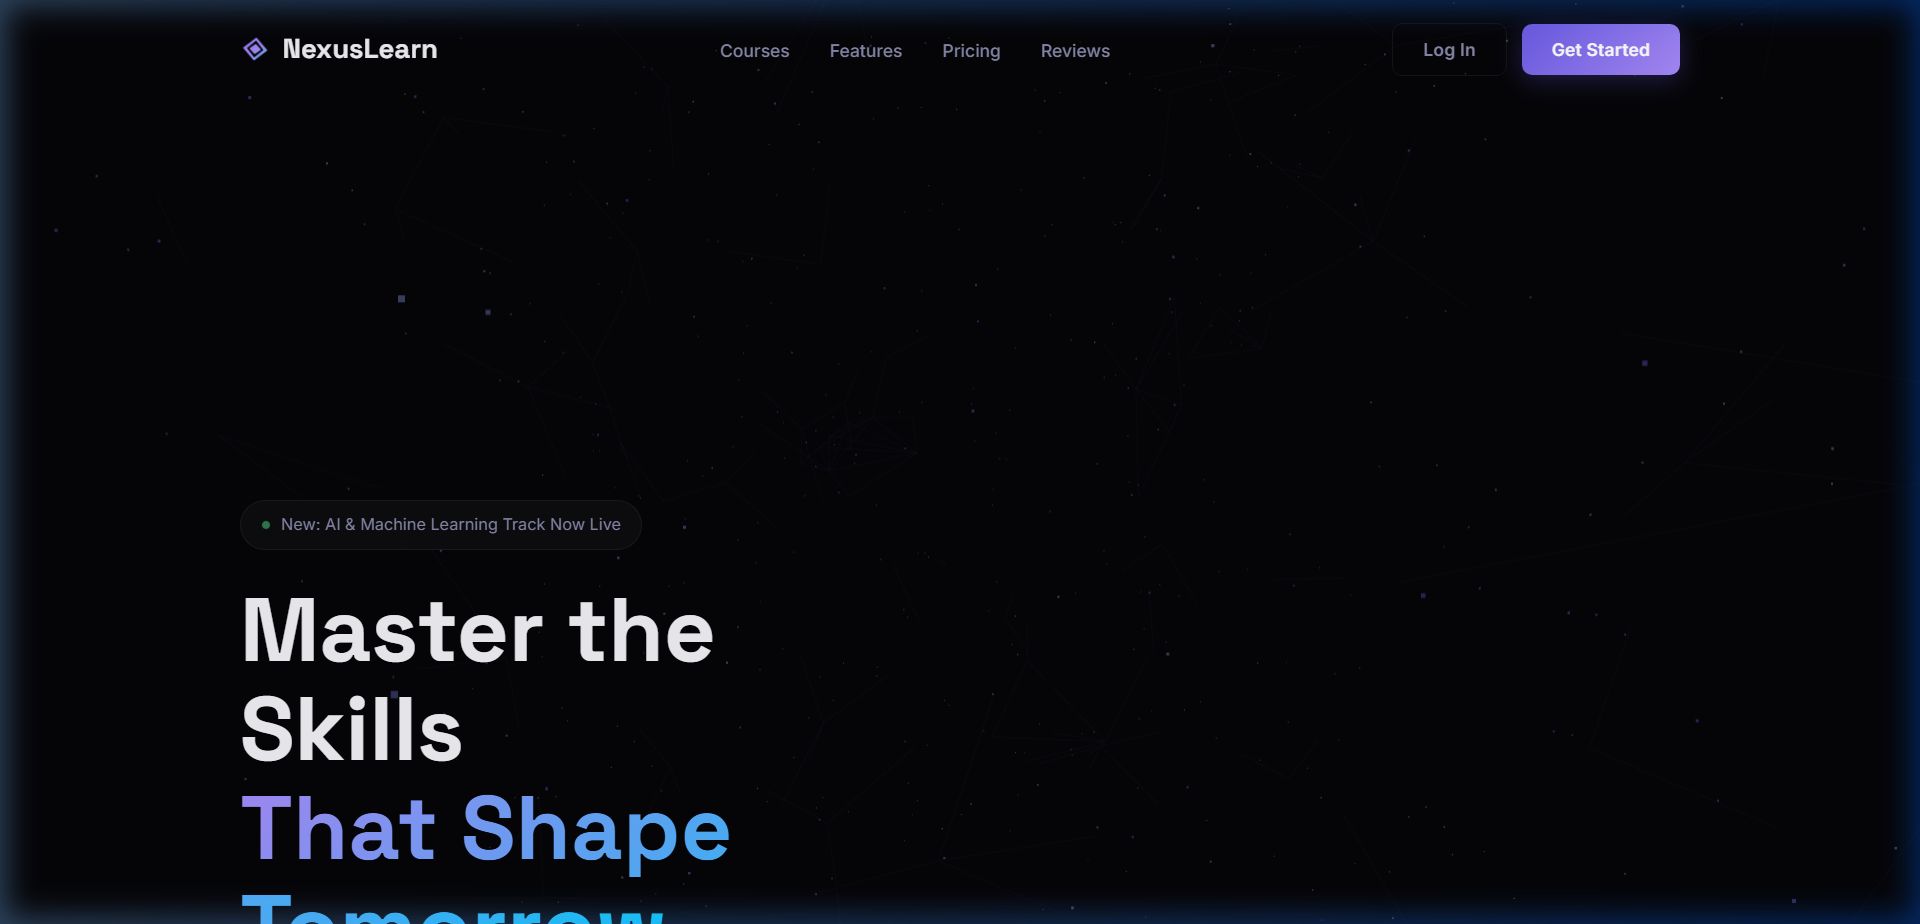 NexusLearn
Courses Features Pricing Reviews
Log In
Get Started
New: AI & Machine Learning Track Now Live
Master the
Skills
That Shape
Tomorrow